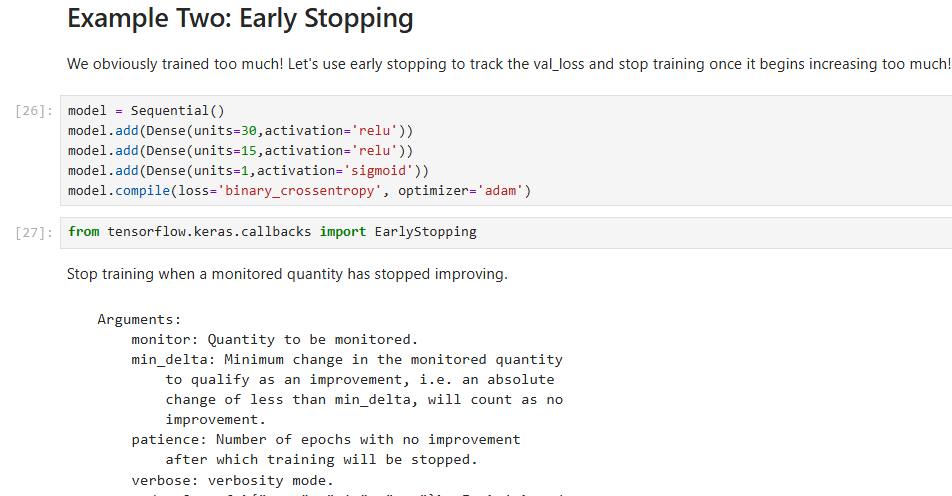 Example Two: Early Stopping
We obviously trained too much! Let's use early stopping to track the val_loss and stop training once it begins increasing too much!
[26]: model = Sequential()
model.add(Dense(units=30,activation='relu'))
model.add(Dense(units=15,activation='relu'))
model.add(Dense(units=1,activation='sigmoid'))
model.compile(loss='binary_crossentropy', optimizer='adam')
[27]: from tensorflow.keras.callbacks import EarlyStopping
Stop training when a monitored quantity has stopped improving.
Arguments:
monitor: Quantity to be monitored.
min_delta: Minimum change in the monitored quantity
to qualify as an improvement, i.e. an absolute
change of less than min_delta, will count as no
improvement.
patience: Number of epochs with no improvement
after which training will be stopped.
verbose: verbosity mode.